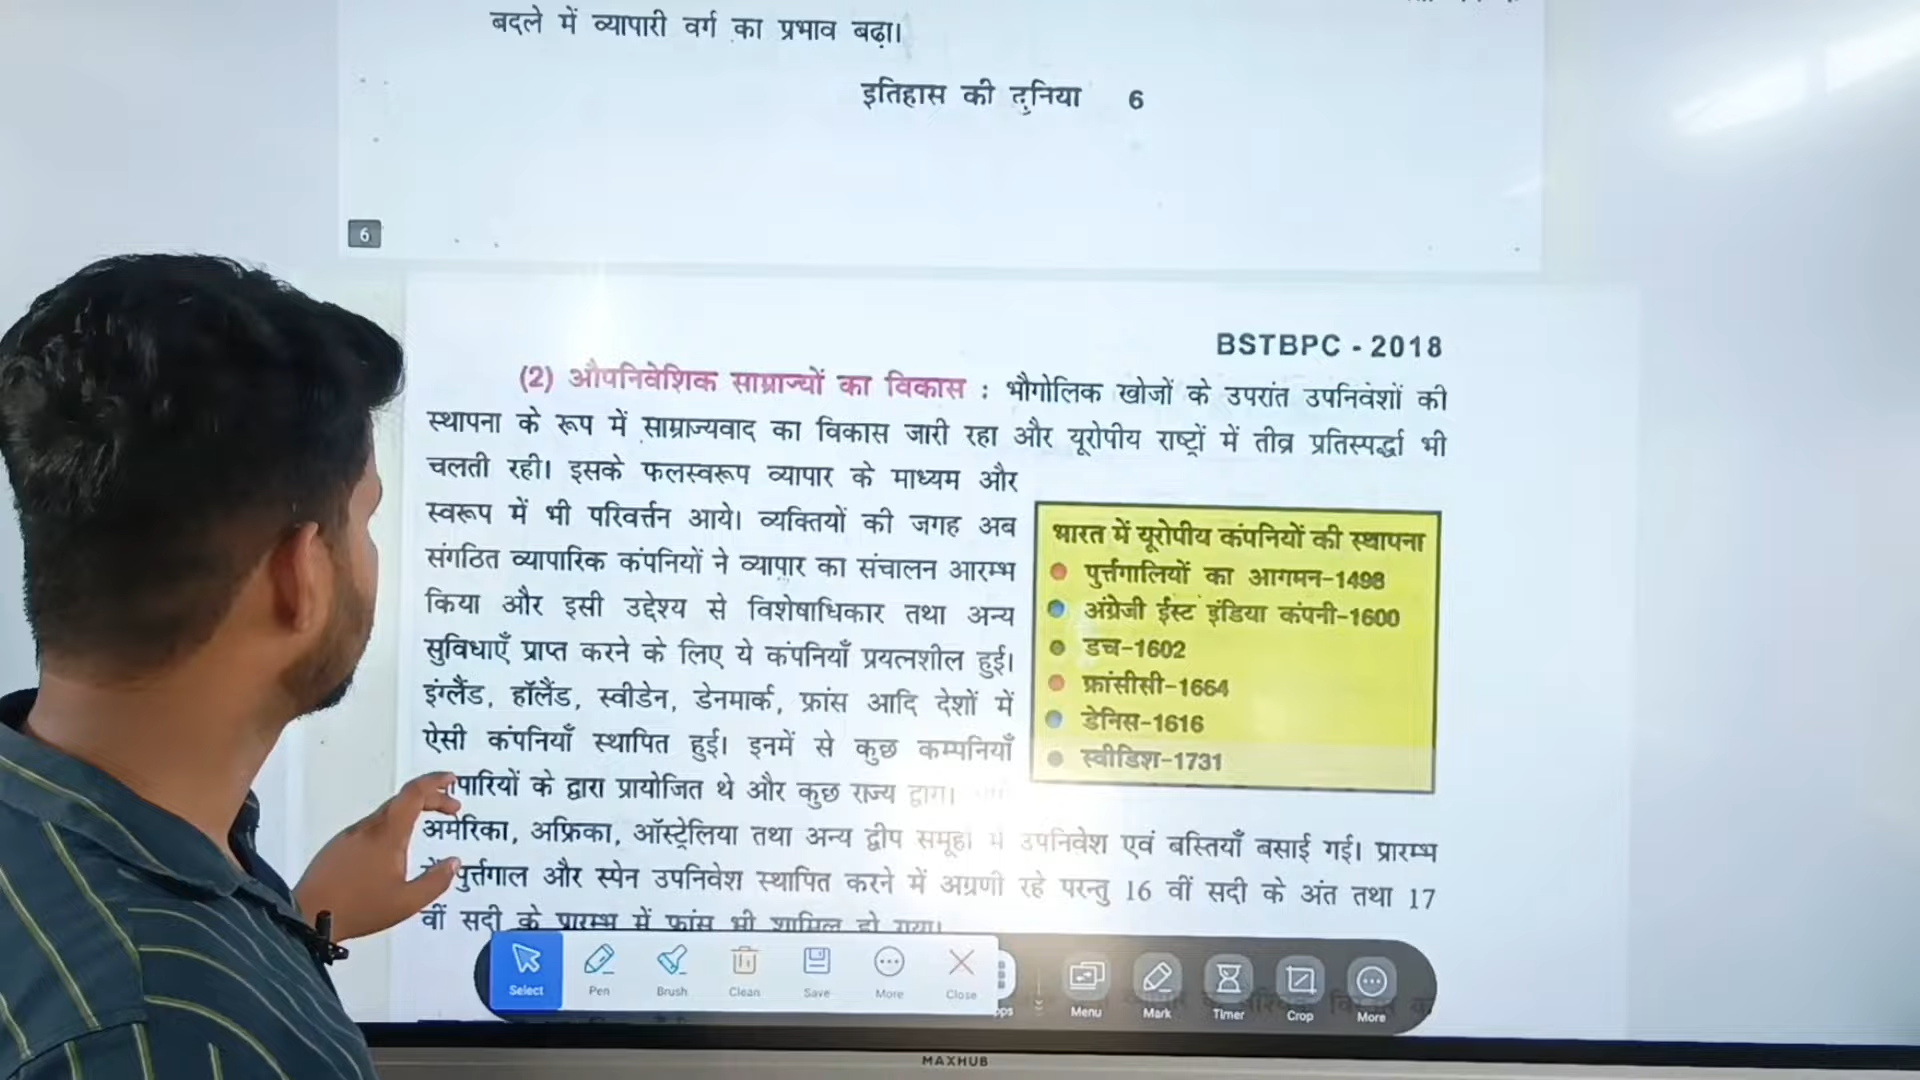 बदले में व्यापारी वर्ग का प्रभाव बढ़ा।
इतिहास की दुनिया 6
6
BSTBPC - 2018
(2) औपनिवेशिक साम्राज्यों का विकास : भौगोलिक खोजों के उपरांत उपनिवेशों की
स्थापना के रूप में साम्राज्यवाद का विकास जारी रहा और यूरोपीय राष्ट्रों में तीव्र प्रतिस्पर्द्धा भी
चलती रही। इसके फलस्वरूप व्यापार के माध्यम और
स्वरूप में भी परिवर्त्तन आये। व्यक्तियों की जगह अब
संगठित व्यापारिक कंपनियों ने व्यापार का संचालन आरम्भ
किया और इसी उद्देश्य से विशेषाधिकार तथा अन्य
सुविधाएँ प्राप्त करने के लिए ये कंपनियाँ प्रयत्नशील हुई।
इंग्लैंड, हॉलैंड, स्वीडेन, डेनमार्क, फ्रांस आदि देशों में
ऐसी कंपनियाँ स्थापित हुई। इनमें से कुछ कम्पनियाँ
के द्वारा प्रायोजित थे और कुछ राज्य
अमेरिका, अफ्रिका, ऑस्ट्रेलिया तथा अन्य द्वीप समूहों में उपनिवेश एवं बस्तियाँ बसाई गई। प्रारम्भ
पुर्त्तगाल और स्पेन उपनिवेश स्थापित करने में अग्रणी रहे परन्तु 16 वीं सदी के अंत तथा 17
वीं सदी के प्रारम्भ में फ्रांस भी शामिल हो गया।
भारत में यूरोपीय कंपनियों की स्थापना
पुर्त्तगालियों का आगमन-1498
अंग्रेजी ईस्ट इंडिया कंपनी-1600
डच-1602
फ्रांसीसी-1664
डेनिस-1616
स्वीडिश-1731
Select Pen Brush Clean Save More Close
Menu Mark Timer Crop More
MAXHUB